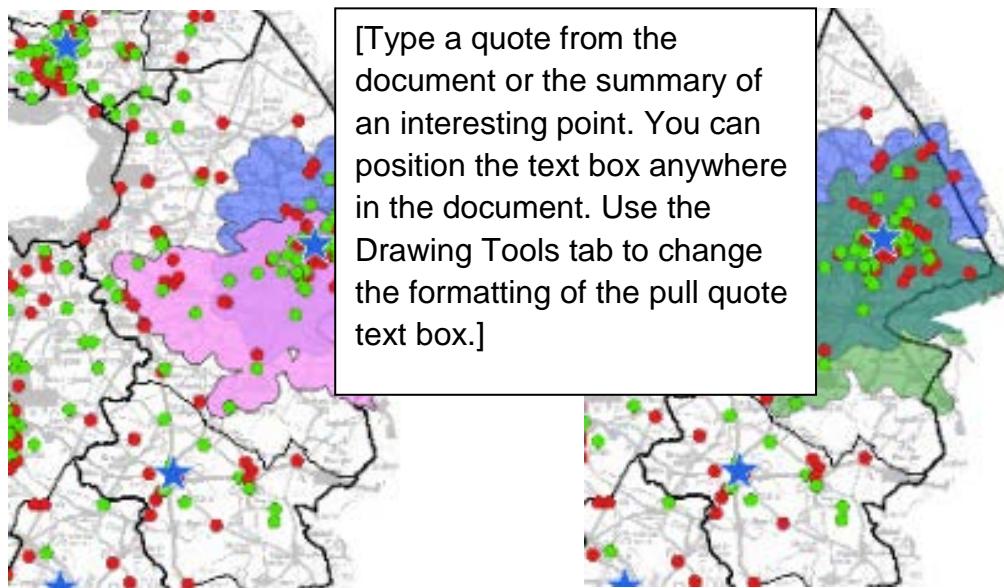 [Type a quote from the
document or the summary of
an interesting point. You can
position the text box anywhere
in the document. Use the
Drawing Tools tab to change
the formatting of the pull quote
text box.]